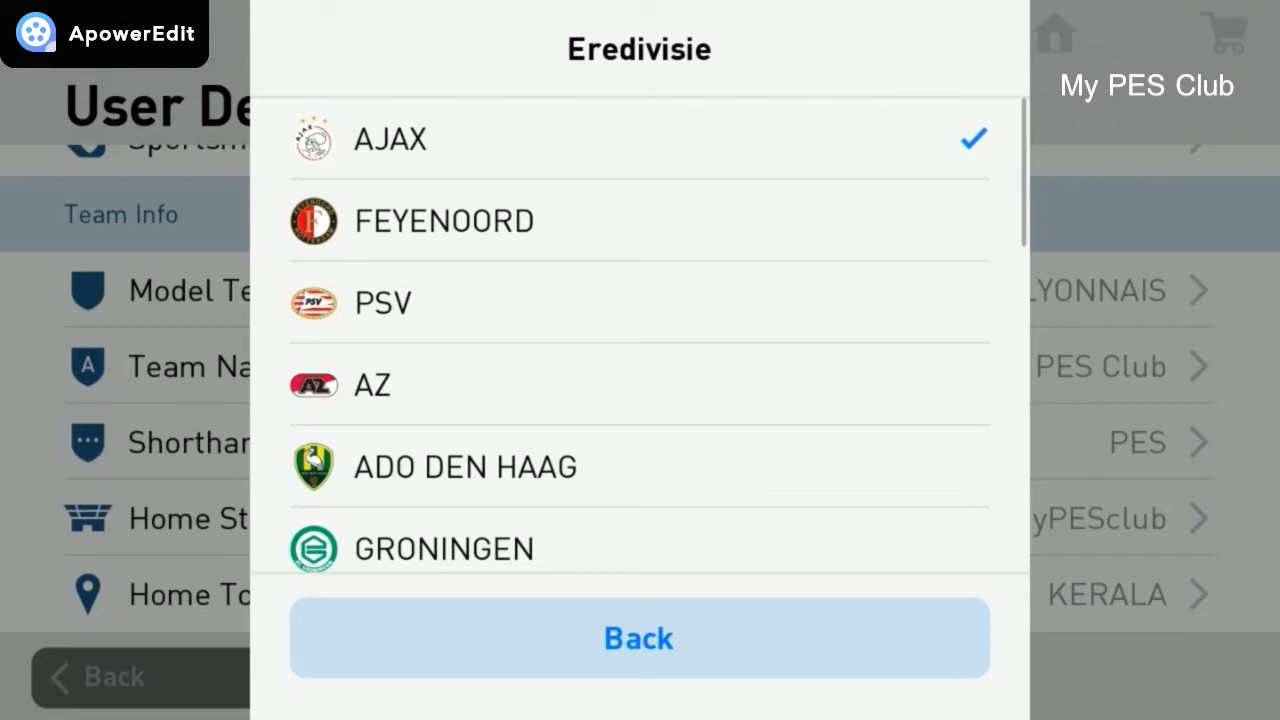 ApowerEdit
Eredivisie
My PES Club
User De
AJAX
Team Info
FEYENOORD
Model Te
LYONNAIS
PSV
Team Na
PES Club
AZ
Shorthan
PES
ADO DEN HAAG
Home St
yPESclub
GRONINGEN
Home To
KERALA
Back
Back